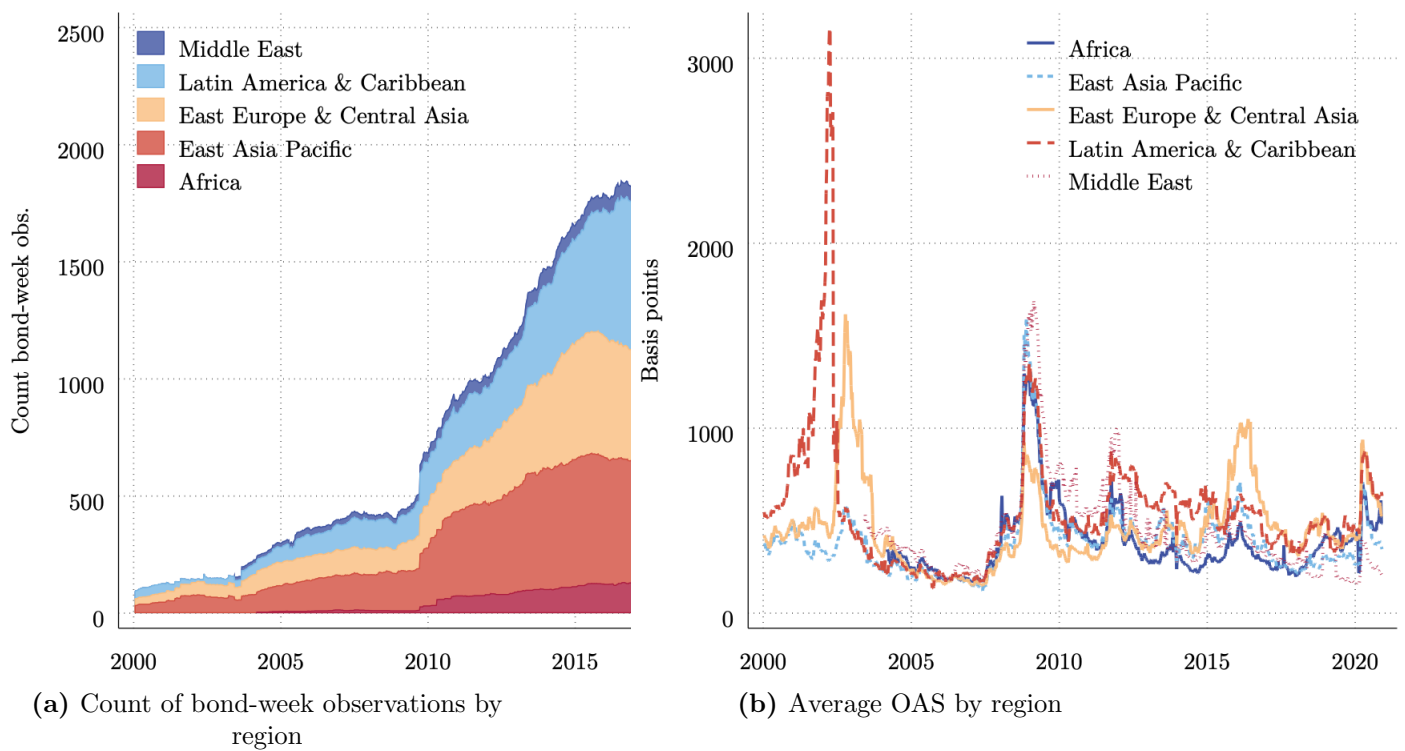 2500
2000
1500
1000
500
0
Count bond-week obs.
Middle East
Latin America & Caribbean
East Europe & Central Asia
East Asia Pacific
Africa
2000 2005 2010 2015
(a) Count of bond-week observations by
region
3000
2000
1000
0
Basis points
Africa
East Asia Pacific
East Europe & Central Asia
Latin America & Caribbean
Middle East
2000 2005 2010 2015 2020
(b) Average OAS by region